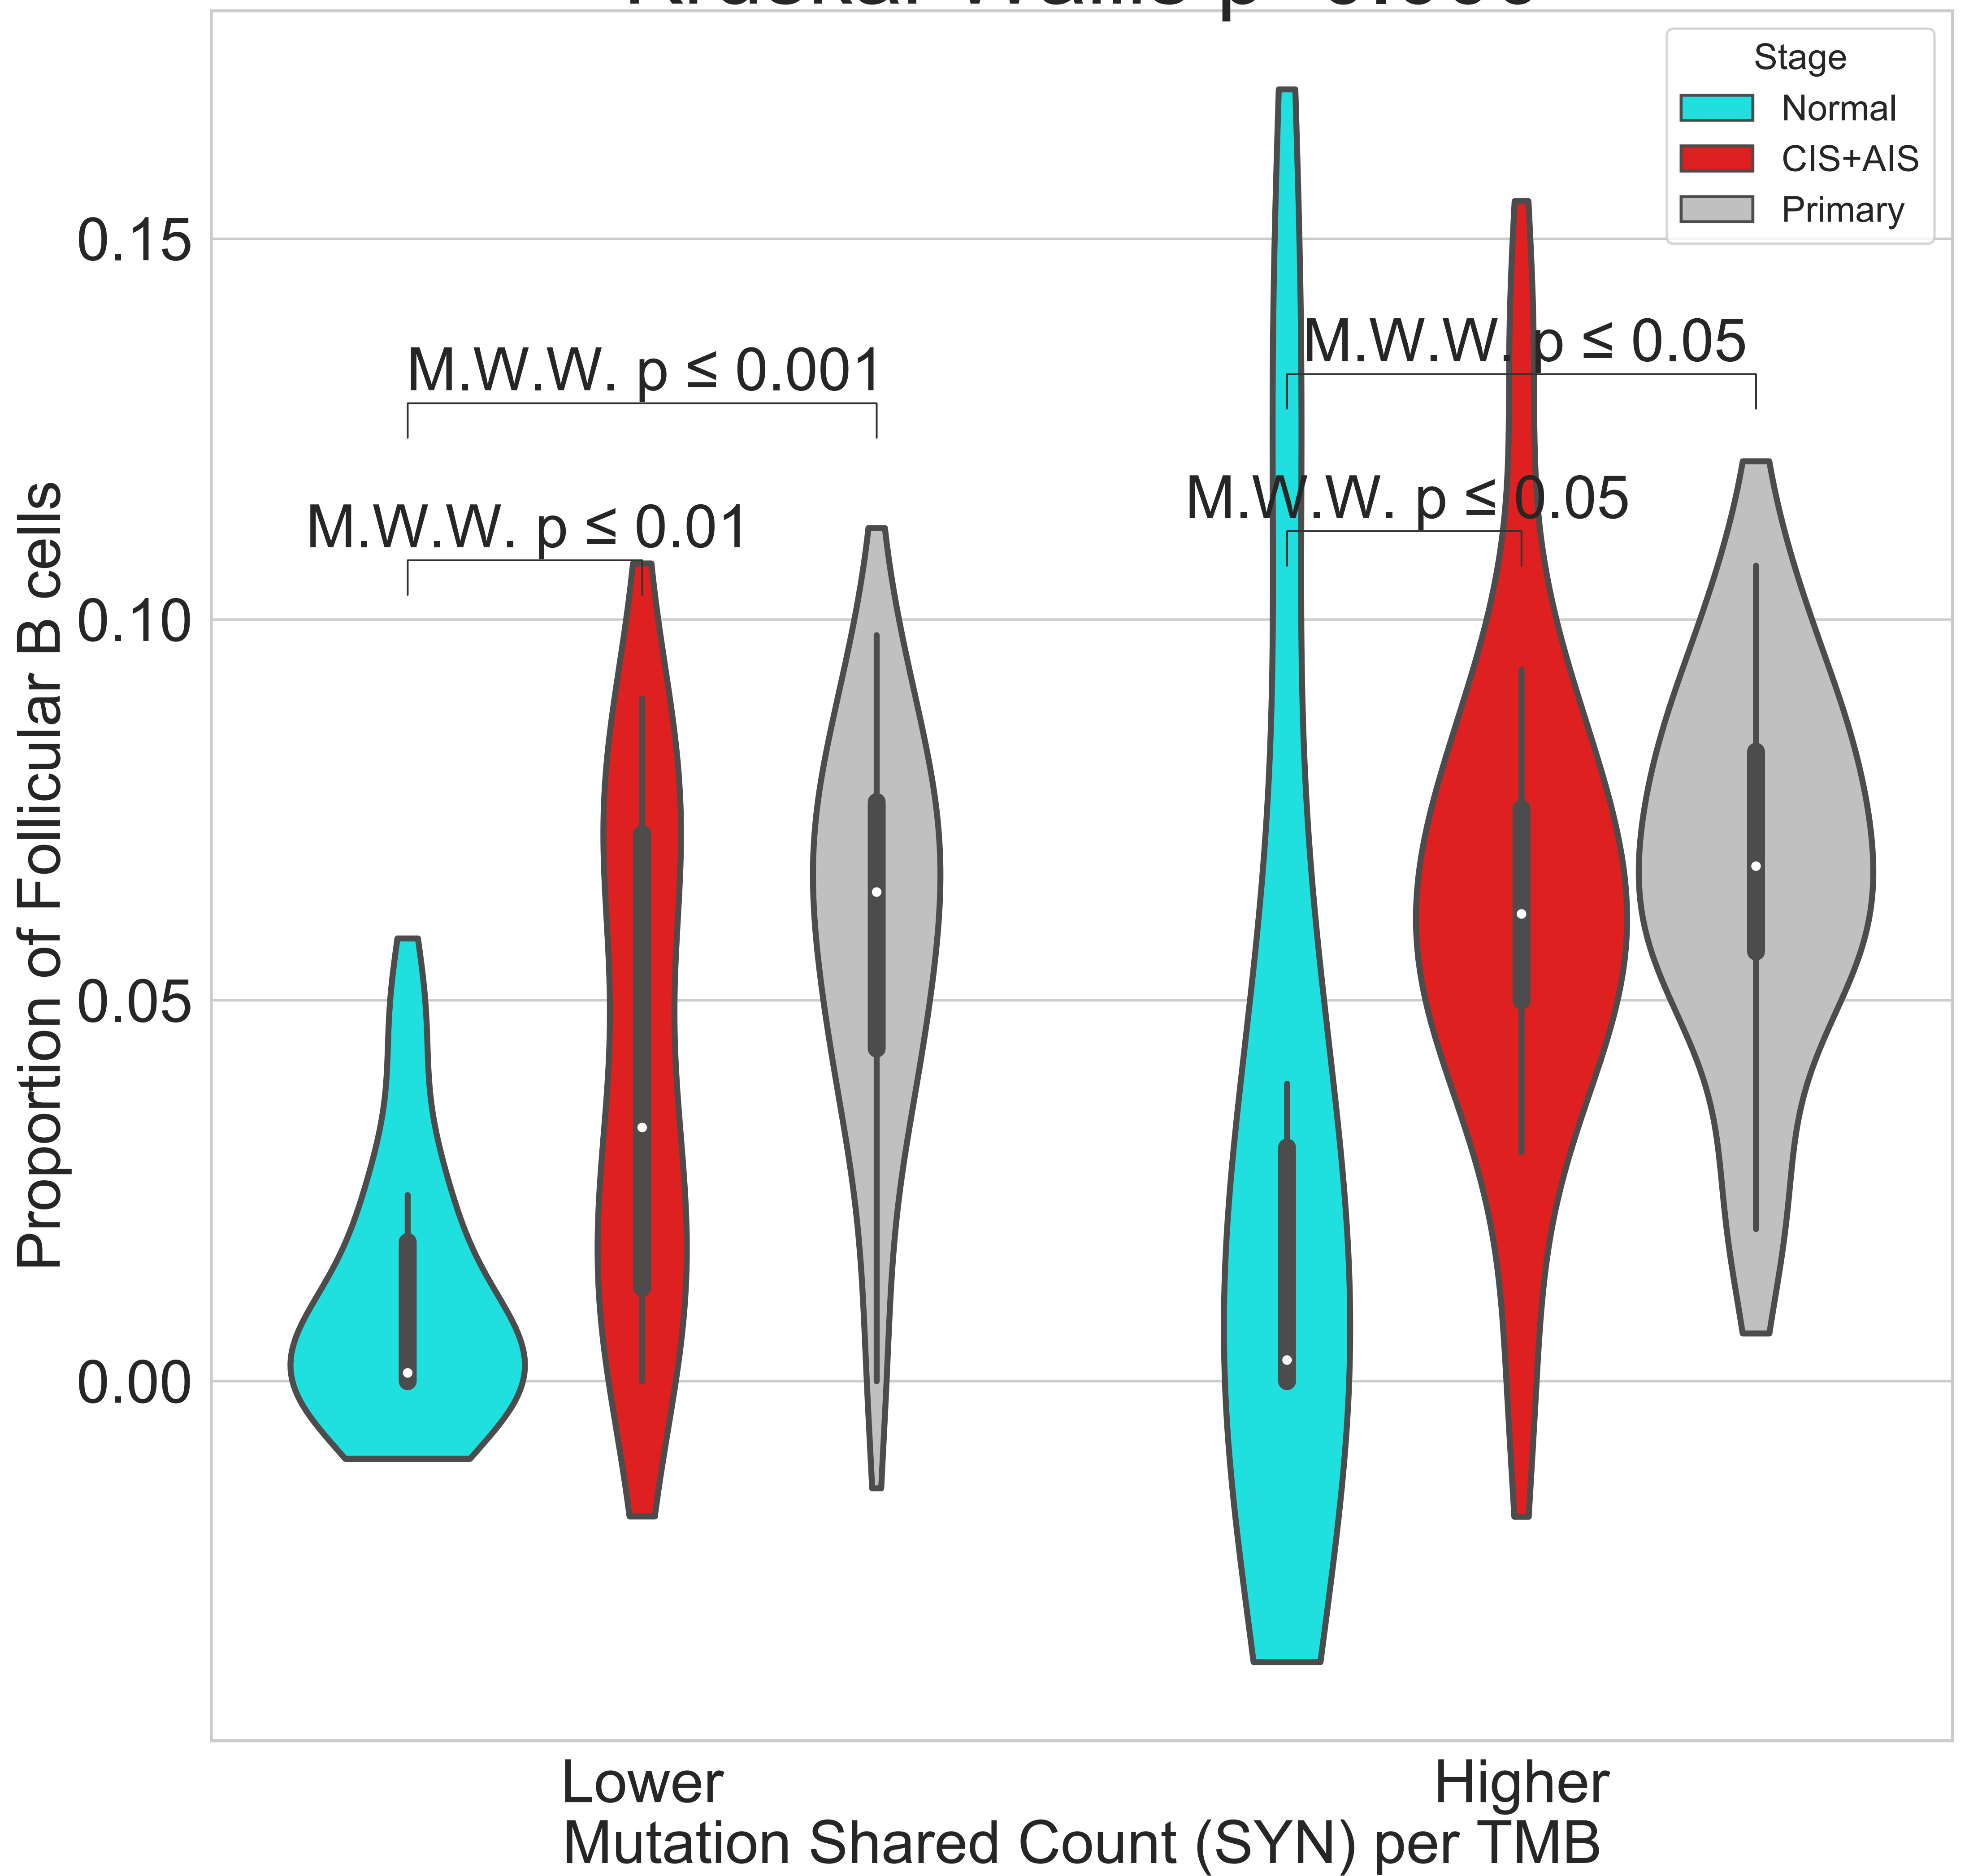 Stage
Normal
CIS+AIS
Primary
0.15
0.10
0.05
0.00
Proportion of Follicular B cells
M.W.W. p ≤ 0.001
M.W.W. p ≤ 0.01
M.W.W. p ≤ 0.05
M.W.W. p ≤ 0.05
Lower
Higher
Mutation Shared Count (SYN) per TMB